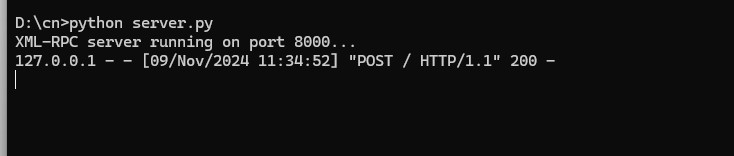 D:\cn>python server.py
XML-RPC server running on port 8000...
127.0.0.1 - - [09/Nov/2024 11:34:52] "POST / HTTP/1.1" 200 -